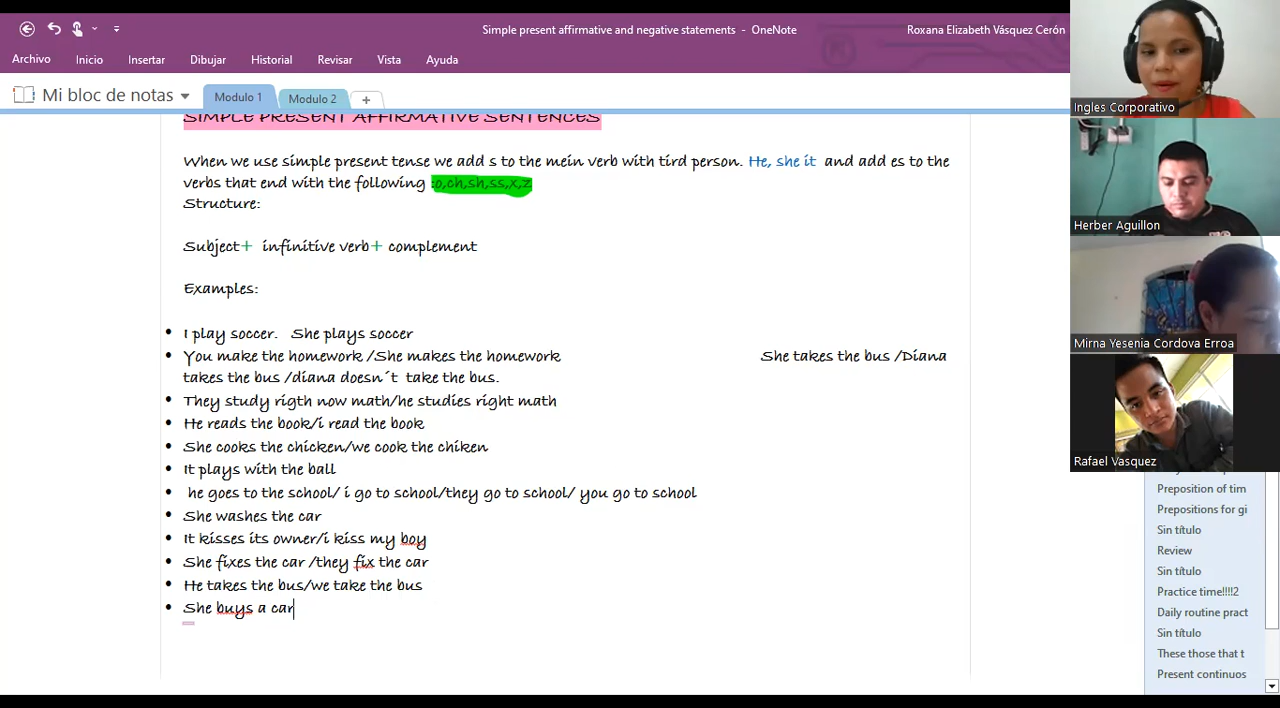 Simple present affirmative and negative statements - OneNote
Roxana Elizabeth Vásquez Cerón
Archivo Inicio Insertar Dibujar Historial Revisar Vista Ayuda
Mi bloc de notas Modulo 1 Modulo 2
SIMPLE PRESENT AFFIRMATIVE SENTENCES
When we use simple present tense we add s to the mein verb with tird person. He, she it and add es to the
verbs that end with the following :o,ch,sh,ss,x,z
Structure:
Subject+ infinitive verb+ complement
Examples:
• I play soccer. She plays soccer
• You make the homework /She makes the homework She takes the bus /Diana
takes the bus /diana doesn´t take the bus.
• They study rigth now math/he studies right math
• He reads the book/i read the book
• She cooks the chicken/we cook the chiken
• It plays with the ball
• he goes to the school/ i go to school/they go to school/ you go to school
• She washes the car
• It kisses its owner/i kiss my boy
• She fixes the car /they fix the car
• He takes the bus/we take the bus
• She buys a car
Ingles Corporativo
Herber Aguillon
Mirna Yesenia Cordova Erroa
Rafael Vasquez
Preposition of tim
Prepositions for gi
Sin título
Review
Sin título
Practice time!!!!2
Daily routine pract
Sin título
These those that t
Present continuos